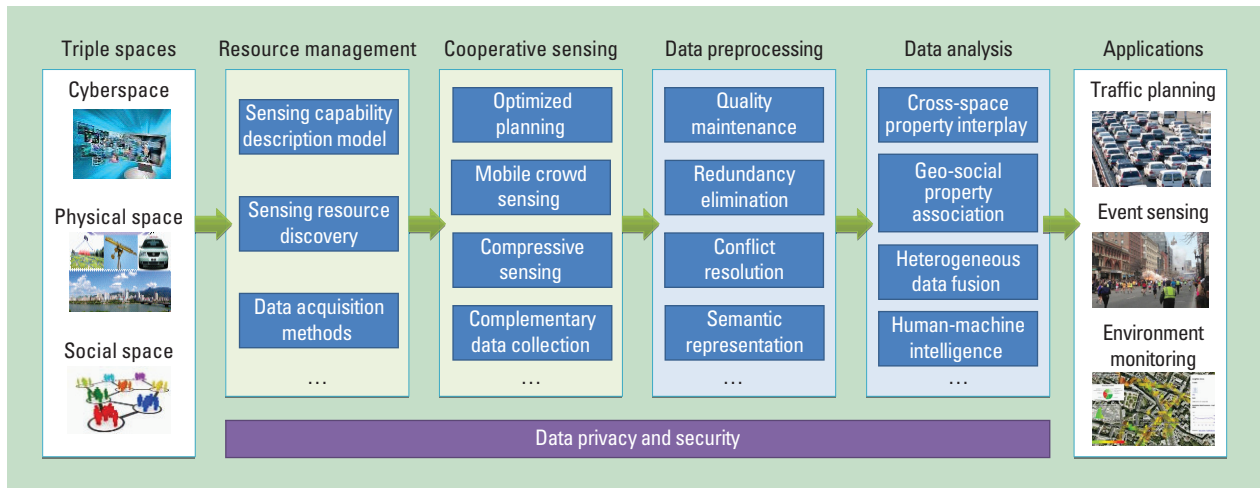 Triple spaces
Cyberspace
Physical space
Social space
Resource management
Sensing capability
description model
Sensing resource
discovery
Data acquisition
methods
...
Cooperative sensing
Optimized
planning
Mobile crowd
sensing
Compressive
sensing
Complementary
data collection
...
Data preprocessing
Quality
maintenance
Redundancy
elimination
Conflict
resolution
Semantic
representation
...
Data analysis
Cross-space
property interplay
Geo-social
property
association
Heterogeneous
data fusion
Human-machine
intelligence
...
Applications
Traffic planning
Event sensing
Environment
monitoring
Data privacy and security